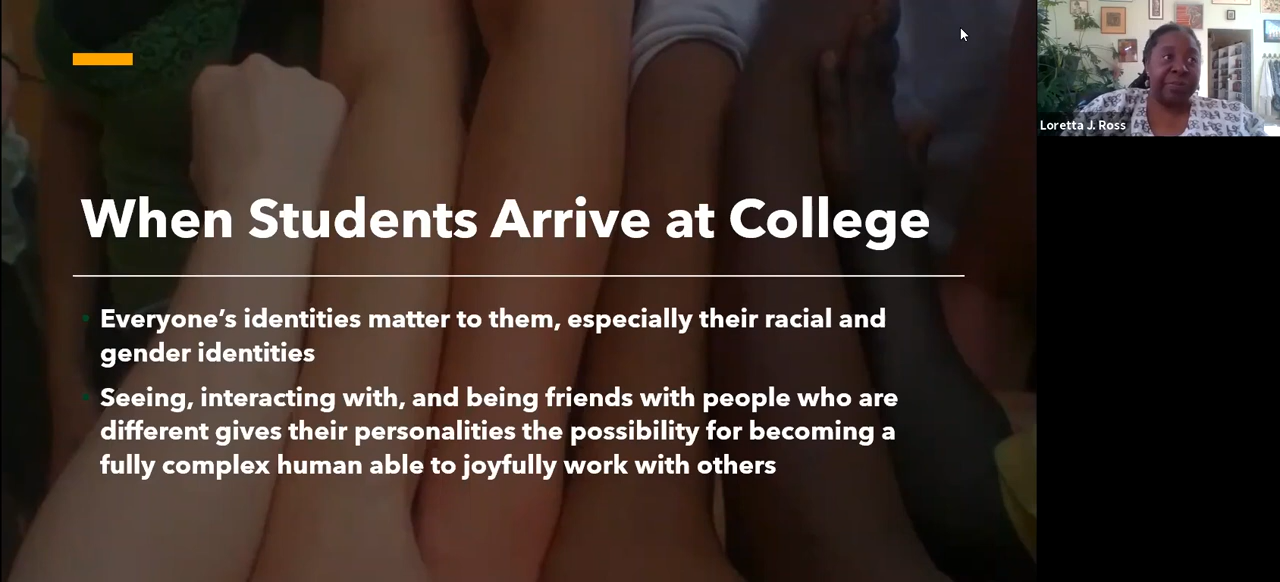 When Students Arrive at College
• Everyone’s identities matter to them, especially their racial and
gender identities
• Seeing, interacting with, and being friends with people who are
different gives their personalities the possibility for becoming a
fully complex human able to joyfully work with others
Loretta J. Ross